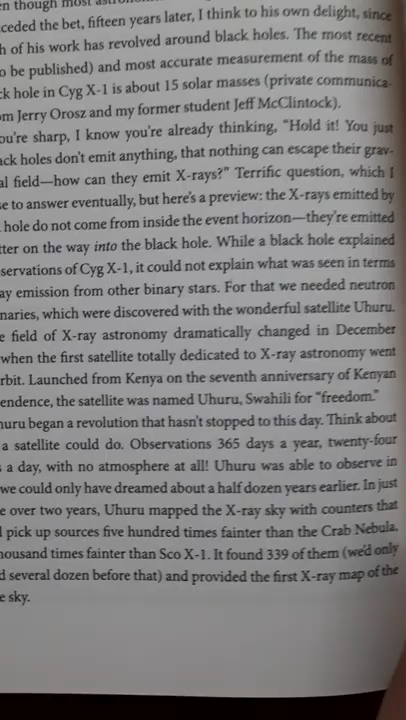 en though most
ceded the bet, fifteen years later, I think to his own delight, since
h of his work has revolved around black holes. The most recent
o be published) and most accurate measurement of the mass of
ck hole in Cyg X-1 is about 15 solar masses (private communica-
om Jerry Orosz and my former student Jeff McClintock).
ou're sharp, I know you're already thinking, “Hold it! You just
ack holes don't emit anything, that nothing can escape their grav-
al field—how can they emit X-rays?” Terrific question, which I
se to answer eventually, but here's a preview: the X-rays emitted by
hole do not come from inside the event horizon—they're emitted
tter on the way into the black hole. While a black hole explained
servations of Cyg X-1, it could not explain what was seen in terms
ay emission from other binary stars. For that we needed neutron
naries, which were discovered with the wonderful satellite Uhuru.
e field of X-ray astronomy dramatically changed in December
when the first satellite totally dedicated to X-ray astronomy went
rbit. Launched from Kenya on the seventh anniversary of Kenyan
endence, the satellite was named Uhuru, Swahili for “freedom.”
huru began a revolution that hasn't stopped to this day. Think about
a satellite could do. Observations 365 days a year, twenty-four
s a day, with no atmosphere at all! Uhuru was able to observe in
we could only have dreamed about a half dozen years earlier. In just
e over two years, Uhuru mapped the X-ray sky with counters that
d pick up sources five hundred times fainter than the Crab Nebula,
housand times fainter than Sco X-1. It found 339 of them (we'd only
d several dozen before that) and provided the first X-ray map of the
e sky.